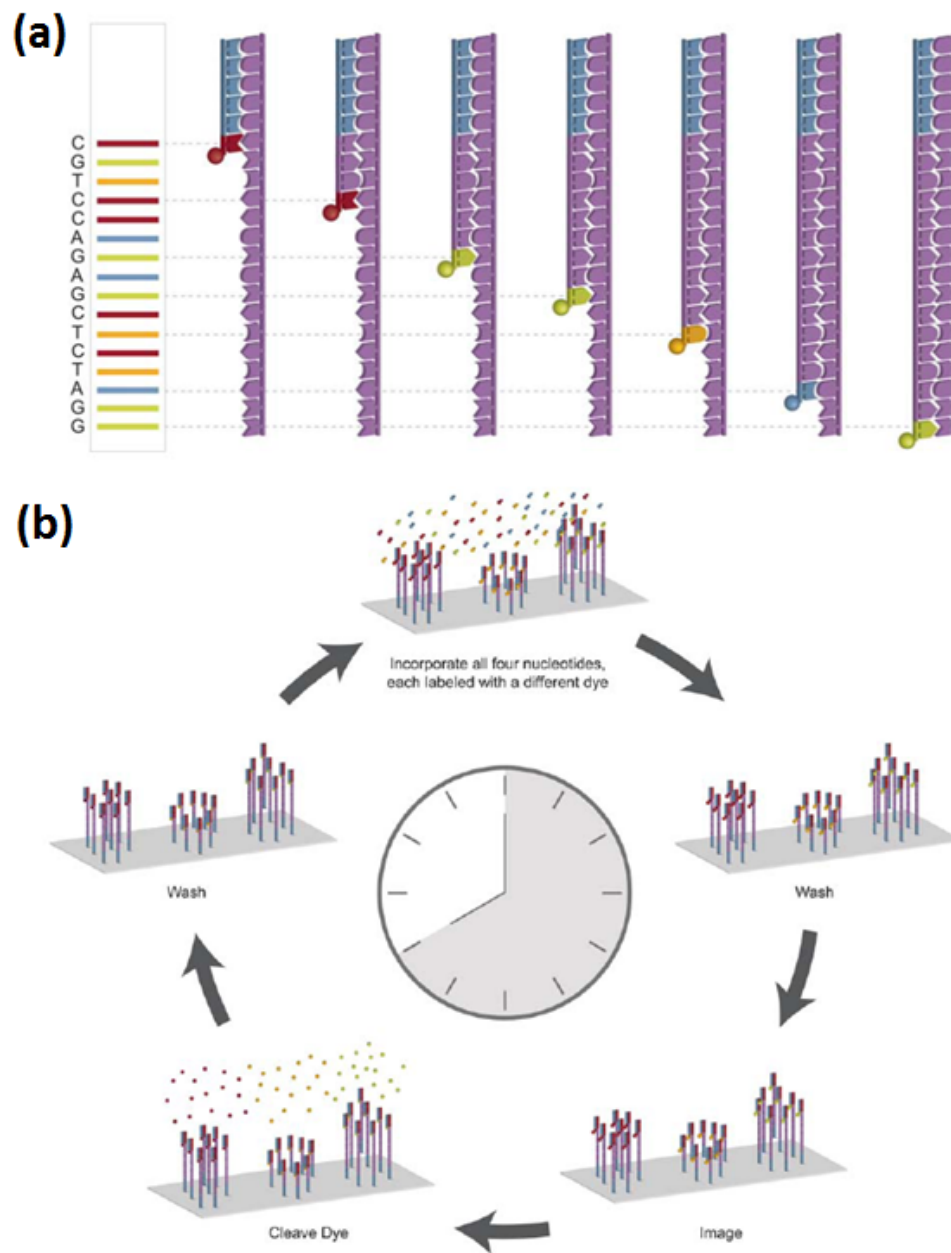 (a)
C
G
T
C
C
A
G
A
G
C
T
C
T
A
G
G
(b)
Incorporate all four nucleotides,
each labeled with a different dye
Wash
Wash
Cleave Dye
Image